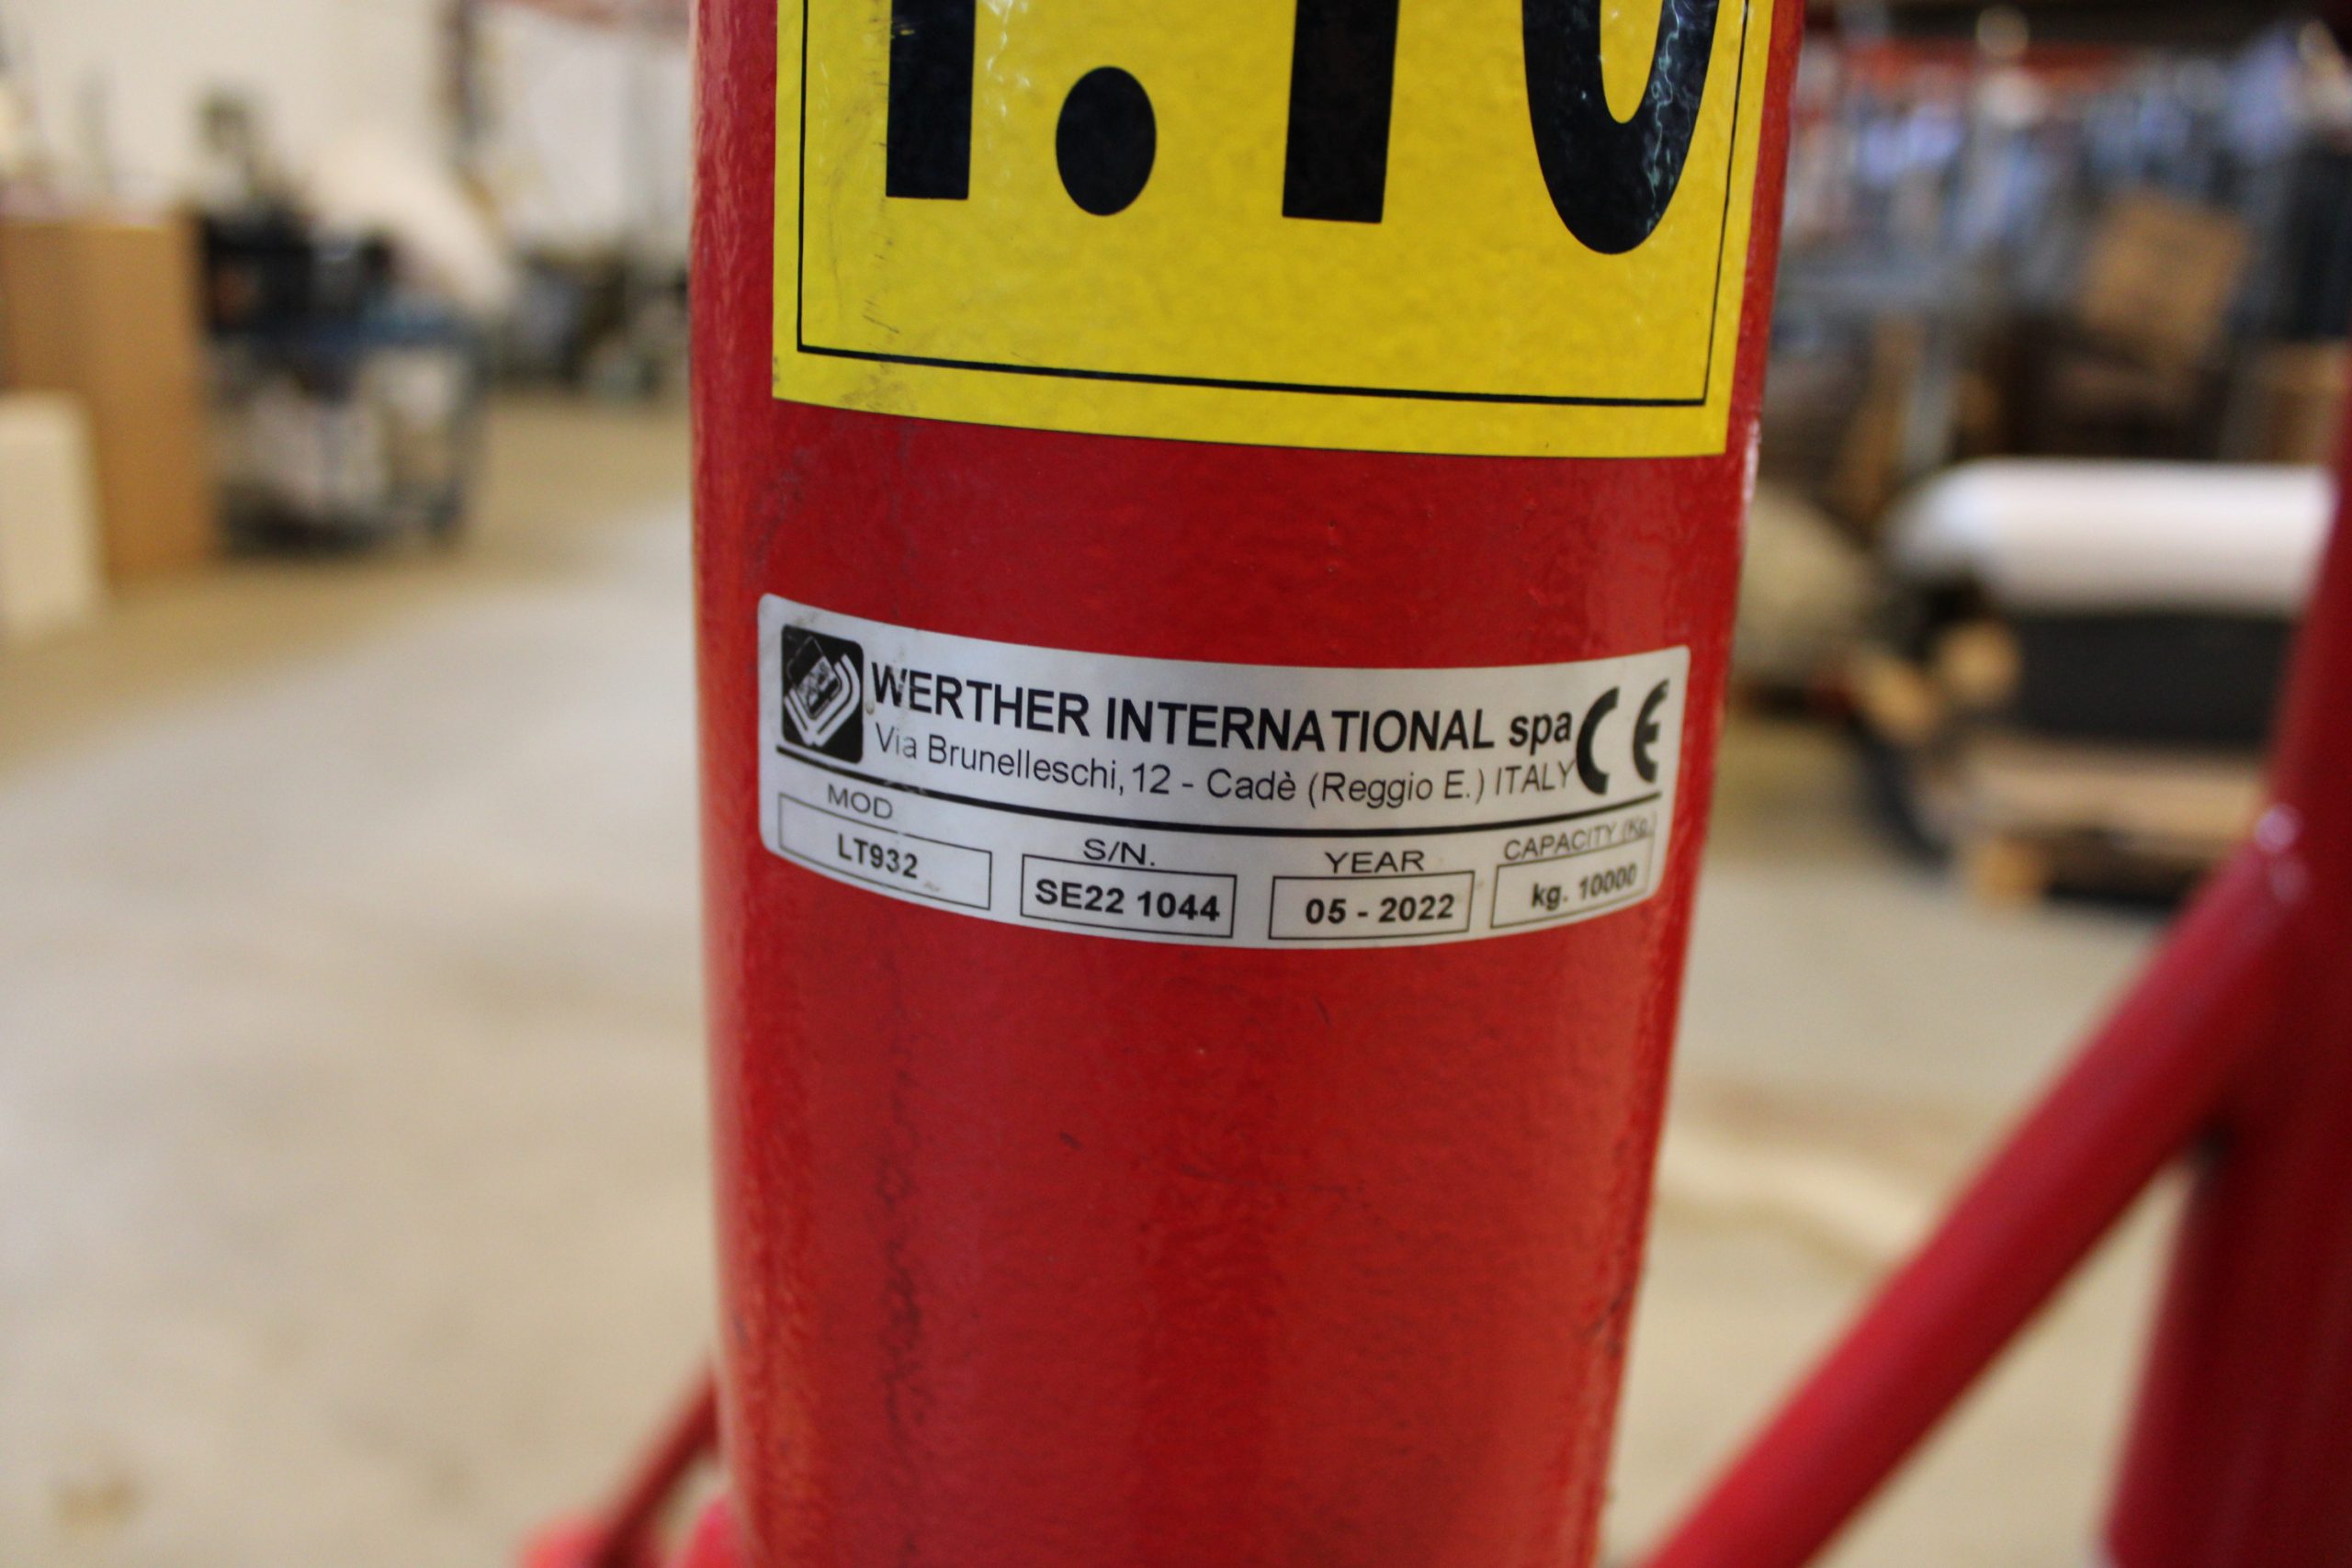 WERTHER INTERNATIONAL spa CE
Via Brunelleschi, 12 - Cadè (Reggio E.) ITALY
MOD S/N. YEAR CAPACITY (Kg.)
LT932 SE22 1044 05 - 2022 kg. 10000